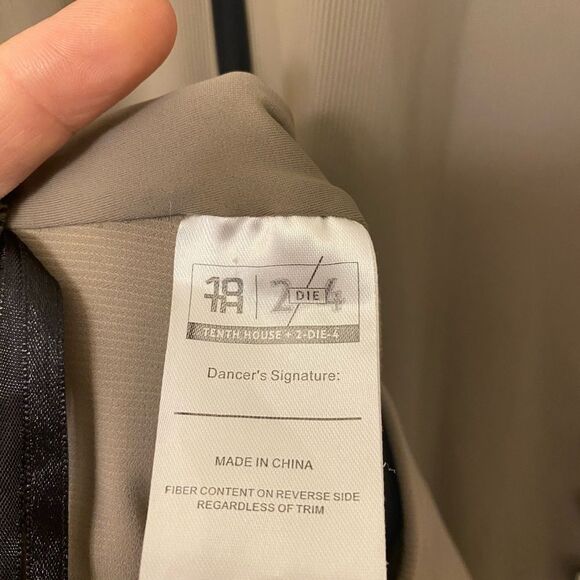 10TH 2 DIE 4
TENTH HOUSE + 2-DIE-4
Dancer's Signature:
MADE IN CHINA
FIBER CONTENT ON REVERSE SIDE
REGARDLESS OF TRIM